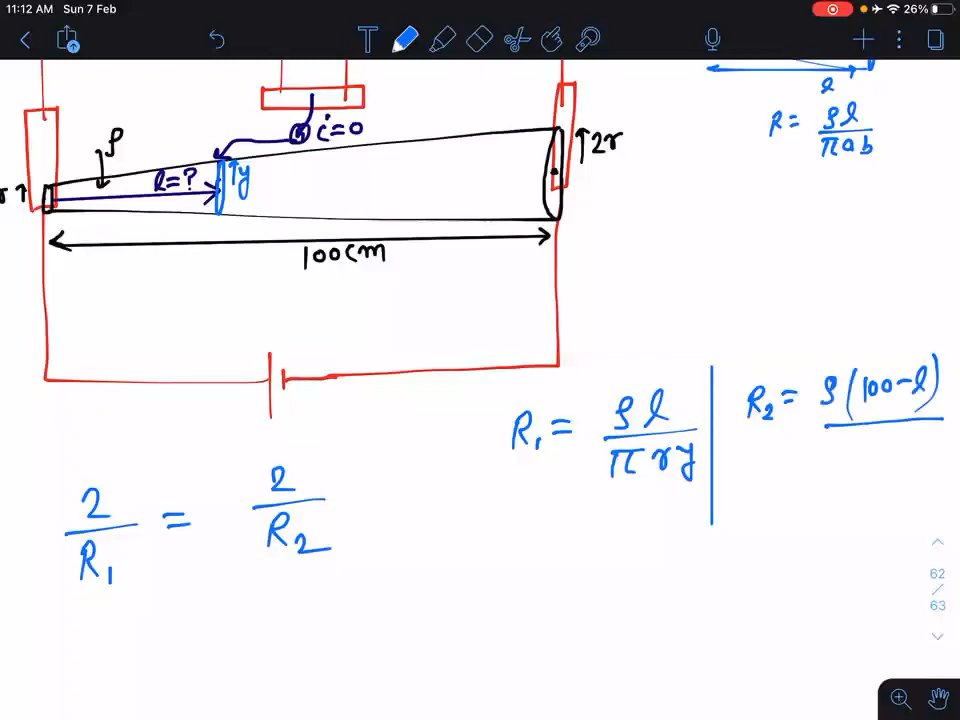 11:12 AM Sun 7 Feb
26%
T
l
R = ρl / πab
i=0
ρ
l=?
y
2r
r
100cm
R₁ = ρl / πry
R₂ = ρ(100-l)
2/R₁ = 2/R₂
62
/
63